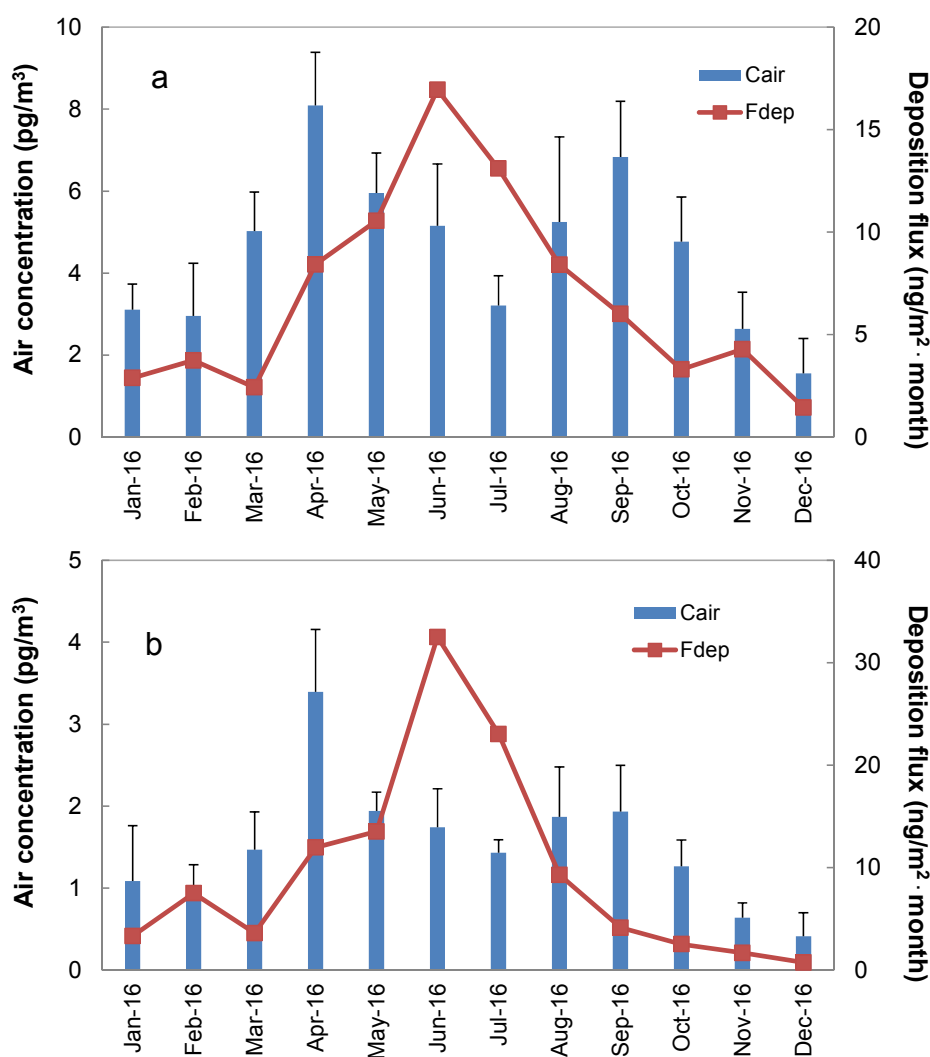 a
Air concentration (pg/m³)
10
8
6
4
2
0
Cair
Fdep
20
15
10
5
0
Deposition flux (ng/m²· month)
Jan-16
Feb-16
Mar-16
Apr-16
May-16
Jun-16
Jul-16
Aug-16
Sep-16
Oct-16
Nov-16
Dec-16
b
Air concentration (pg/m³)
5
4
3
2
1
0
Cair
Fdep
40
30
20
10
0
Deposition flux (ng/m²· month)
Jan-16
Feb-16
Mar-16
Apr-16
May-16
Jun-16
Jul-16
Aug-16
Sep-16
Oct-16
Nov-16
Dec-16